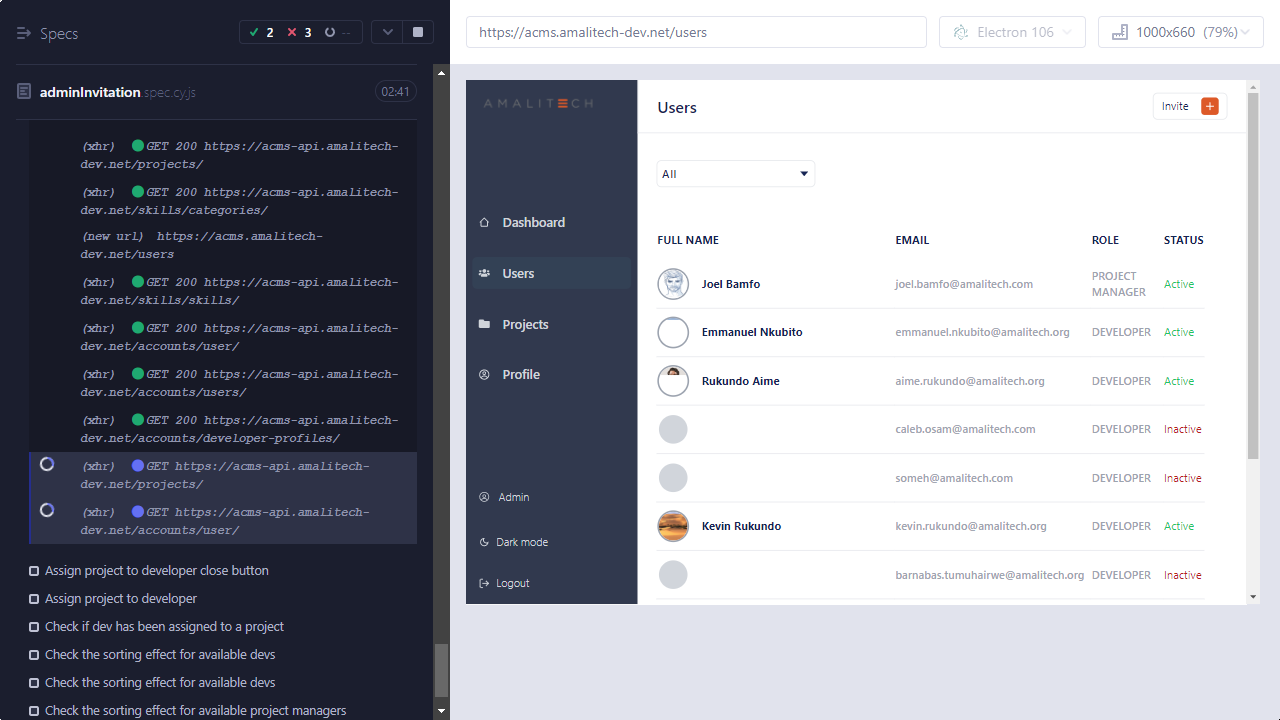 Specs
2
3
--
adminInvitation.spec.cy.js
02:41
(xhr) GET 200 https://acms-api.amalitech-
dev.net/projects/
(xhr) GET 200 https://acms-api.amalitech-
dev.net/skills/categories/
(new url) https://acms.amalitech-
dev.net/users
(xhr) GET 200 https://acms-api.amalitech-
dev.net/skills/skills/
(xhr) GET 200 https://acms-api.amalitech-
dev.net/accounts/user/
(xhr) GET 200 https://acms-api.amalitech-
dev.net/accounts/users/
(xhr) GET 200 https://acms-api.amalitech-
dev.net/accounts/developer-profiles/
(xhr) GET https://acms-api.amalitech-
dev.net/projects/
(xhr) GET https://acms-api.amalitech-
dev.net/accounts/user/
Assign project to developer close button
Assign project to developer
Check if dev has been assigned to a project
Check the sorting effect for available devs
Check the sorting effect for available devs
Check the sorting effect for available project managers
https://acms.amalitech-dev.net/users
Electron 106
1000x660 (79%)
AMALITECH
Dashboard
Users
Projects
Profile
Admin
Dark mode
Logout
Users
Invite +
All
FULL NAME EMAIL ROLE STATUS
Joel Bamfo joel.bamfo@amalitech.com PROJECT MANAGER Active
Emmanuel Nkubito emmanuel.nkubito@amalitech.org DEVELOPER Active
Rukundo Aime aime.rukundo@amalitech.org DEVELOPER Active
caleb.osam@amalitech.com DEVELOPER Inactive
someh@amalitech.com DEVELOPER Inactive
Kevin Rukundo kevin.rukundo@amalitech.org DEVELOPER Active
barnabas.tumuhairwe@amalitech.org DEVELOPER Inactive